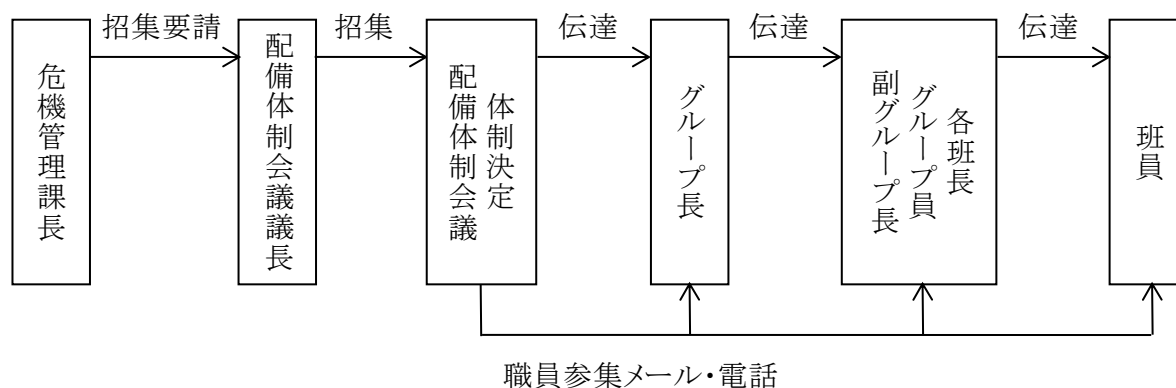 招集要請
招集
伝達
伝達
伝達
危機管理課長
配備体制会議議長
体制決定
配備体制会議
グループ長
各班長
グループ員
副グループ長
班員
職員参集メール・電話